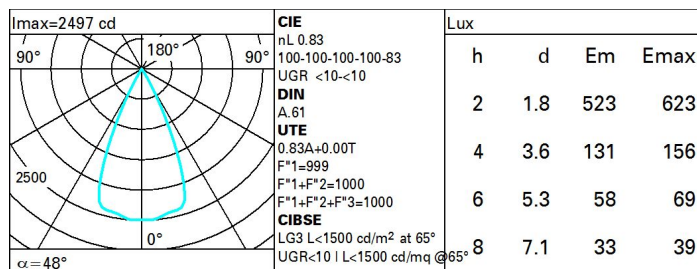 Imax=2497 cd
90°
180°
90°
2500
0°
α=48°
CIE
nL 0.83
100-100-100-100-83
UGR <10-<10
DIN
A.61
UTE
0.83A+0.00T
F"1=999
F"1+F"2=1000
F"1+F"2+F"3=1000
CIBSE
LG3 L<1500 cd/m² at 65°
UGR<10 | L<1500 cd/mq @65°
Lux
h d Em Emax
2 1.8 523 623
4 3.6 131 156
6 5.3 58 69
8 7.1 33 39